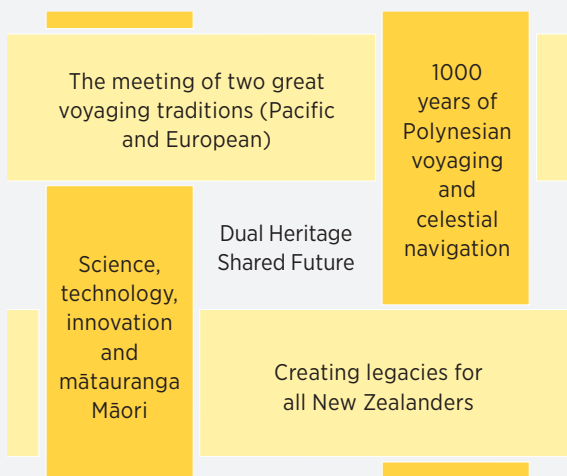 The meeting of two great
voyaging traditions (Pacific
and European)
1000
years of
Polynesian
voyaging
and
celestial
navigation
Dual Heritage
Shared Future
Science,
technology,
innovation
and
mātauranga
Māori
Creating legacies for
all New Zealanders